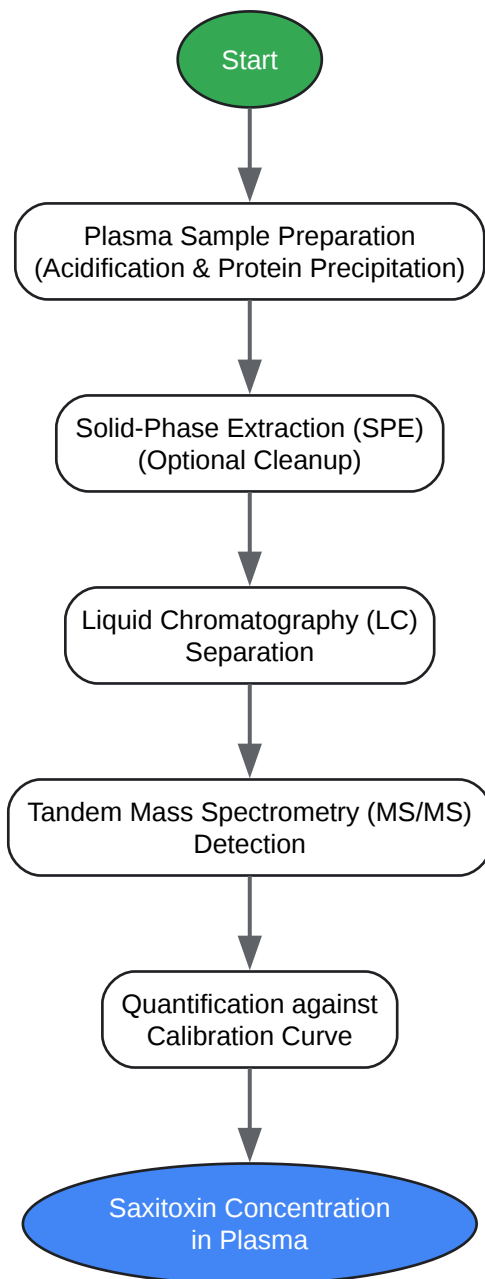 Start
Plasma Sample Preparation
(Acidification & Protein Precipitation)
Solid-Phase Extraction (SPE)
(Optional Cleanup)
Liquid Chromatography (LC)
Separation
Tandem Mass Spectrometry (MS/MS)
Detection
Quantification against
Calibration Curve
Saxitoxin Concentration
in Plasma